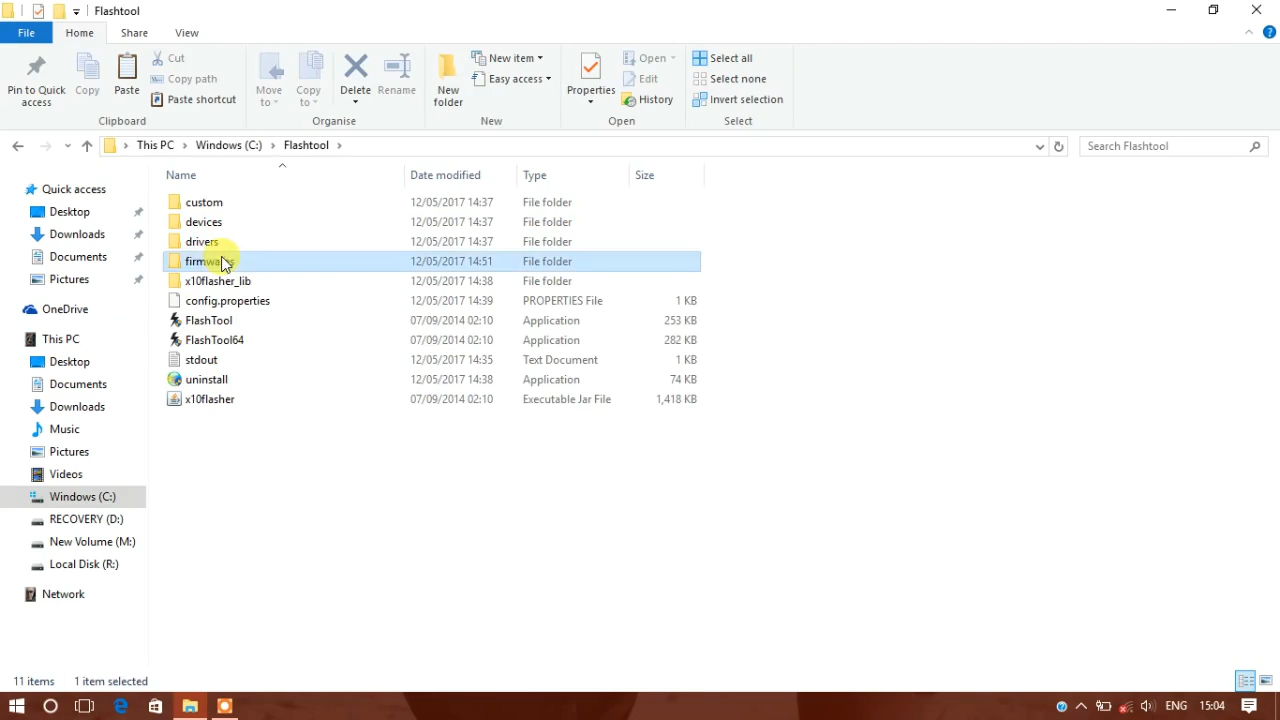 Flashtool
File Home Share View
Pin to Quick access
Copy
Paste
Cut
Copy path
Paste shortcut
Clipboard
Move to
Copy to
Delete
Rename
Organise
New folder
New item
Easy access
New
Properties
Open
Edit
History
Open
Select all
Select none
Invert selection
Select
This PC Windows (C:) Flashtool
Search Flashtool
Quick access
Desktop
Downloads
Documents
Pictures
OneDrive
This PC
Desktop
Documents
Downloads
Music
Pictures
Videos
Windows (C:)
RECOVERY (D:)
New Volume (M:)
Local Disk (R:)
Network
Name Date modified Type Size
custom 12/05/2017 14:37 File folder
devices 12/05/2017 14:37 File folder
drivers 12/05/2017 14:37 File folder
12/05/2017 14:51 File folder
x10flasher_lib 12/05/2017 14:38 File folder
config.properties 12/05/2017 14:39 PROPERTIES File 1 KB
FlashTool 07/09/2014 02:10 Application 253 KB
FlashTool64 07/09/2014 02:10 Application 282 KB
stdout 12/05/2017 14:35 Text Document 1 KB
uninstall 12/05/2017 14:38 Application 74 KB
x10flasher 07/09/2014 02:10 Executable Jar File 1,418 KB
11 items 1 item selected
ENG 15:04